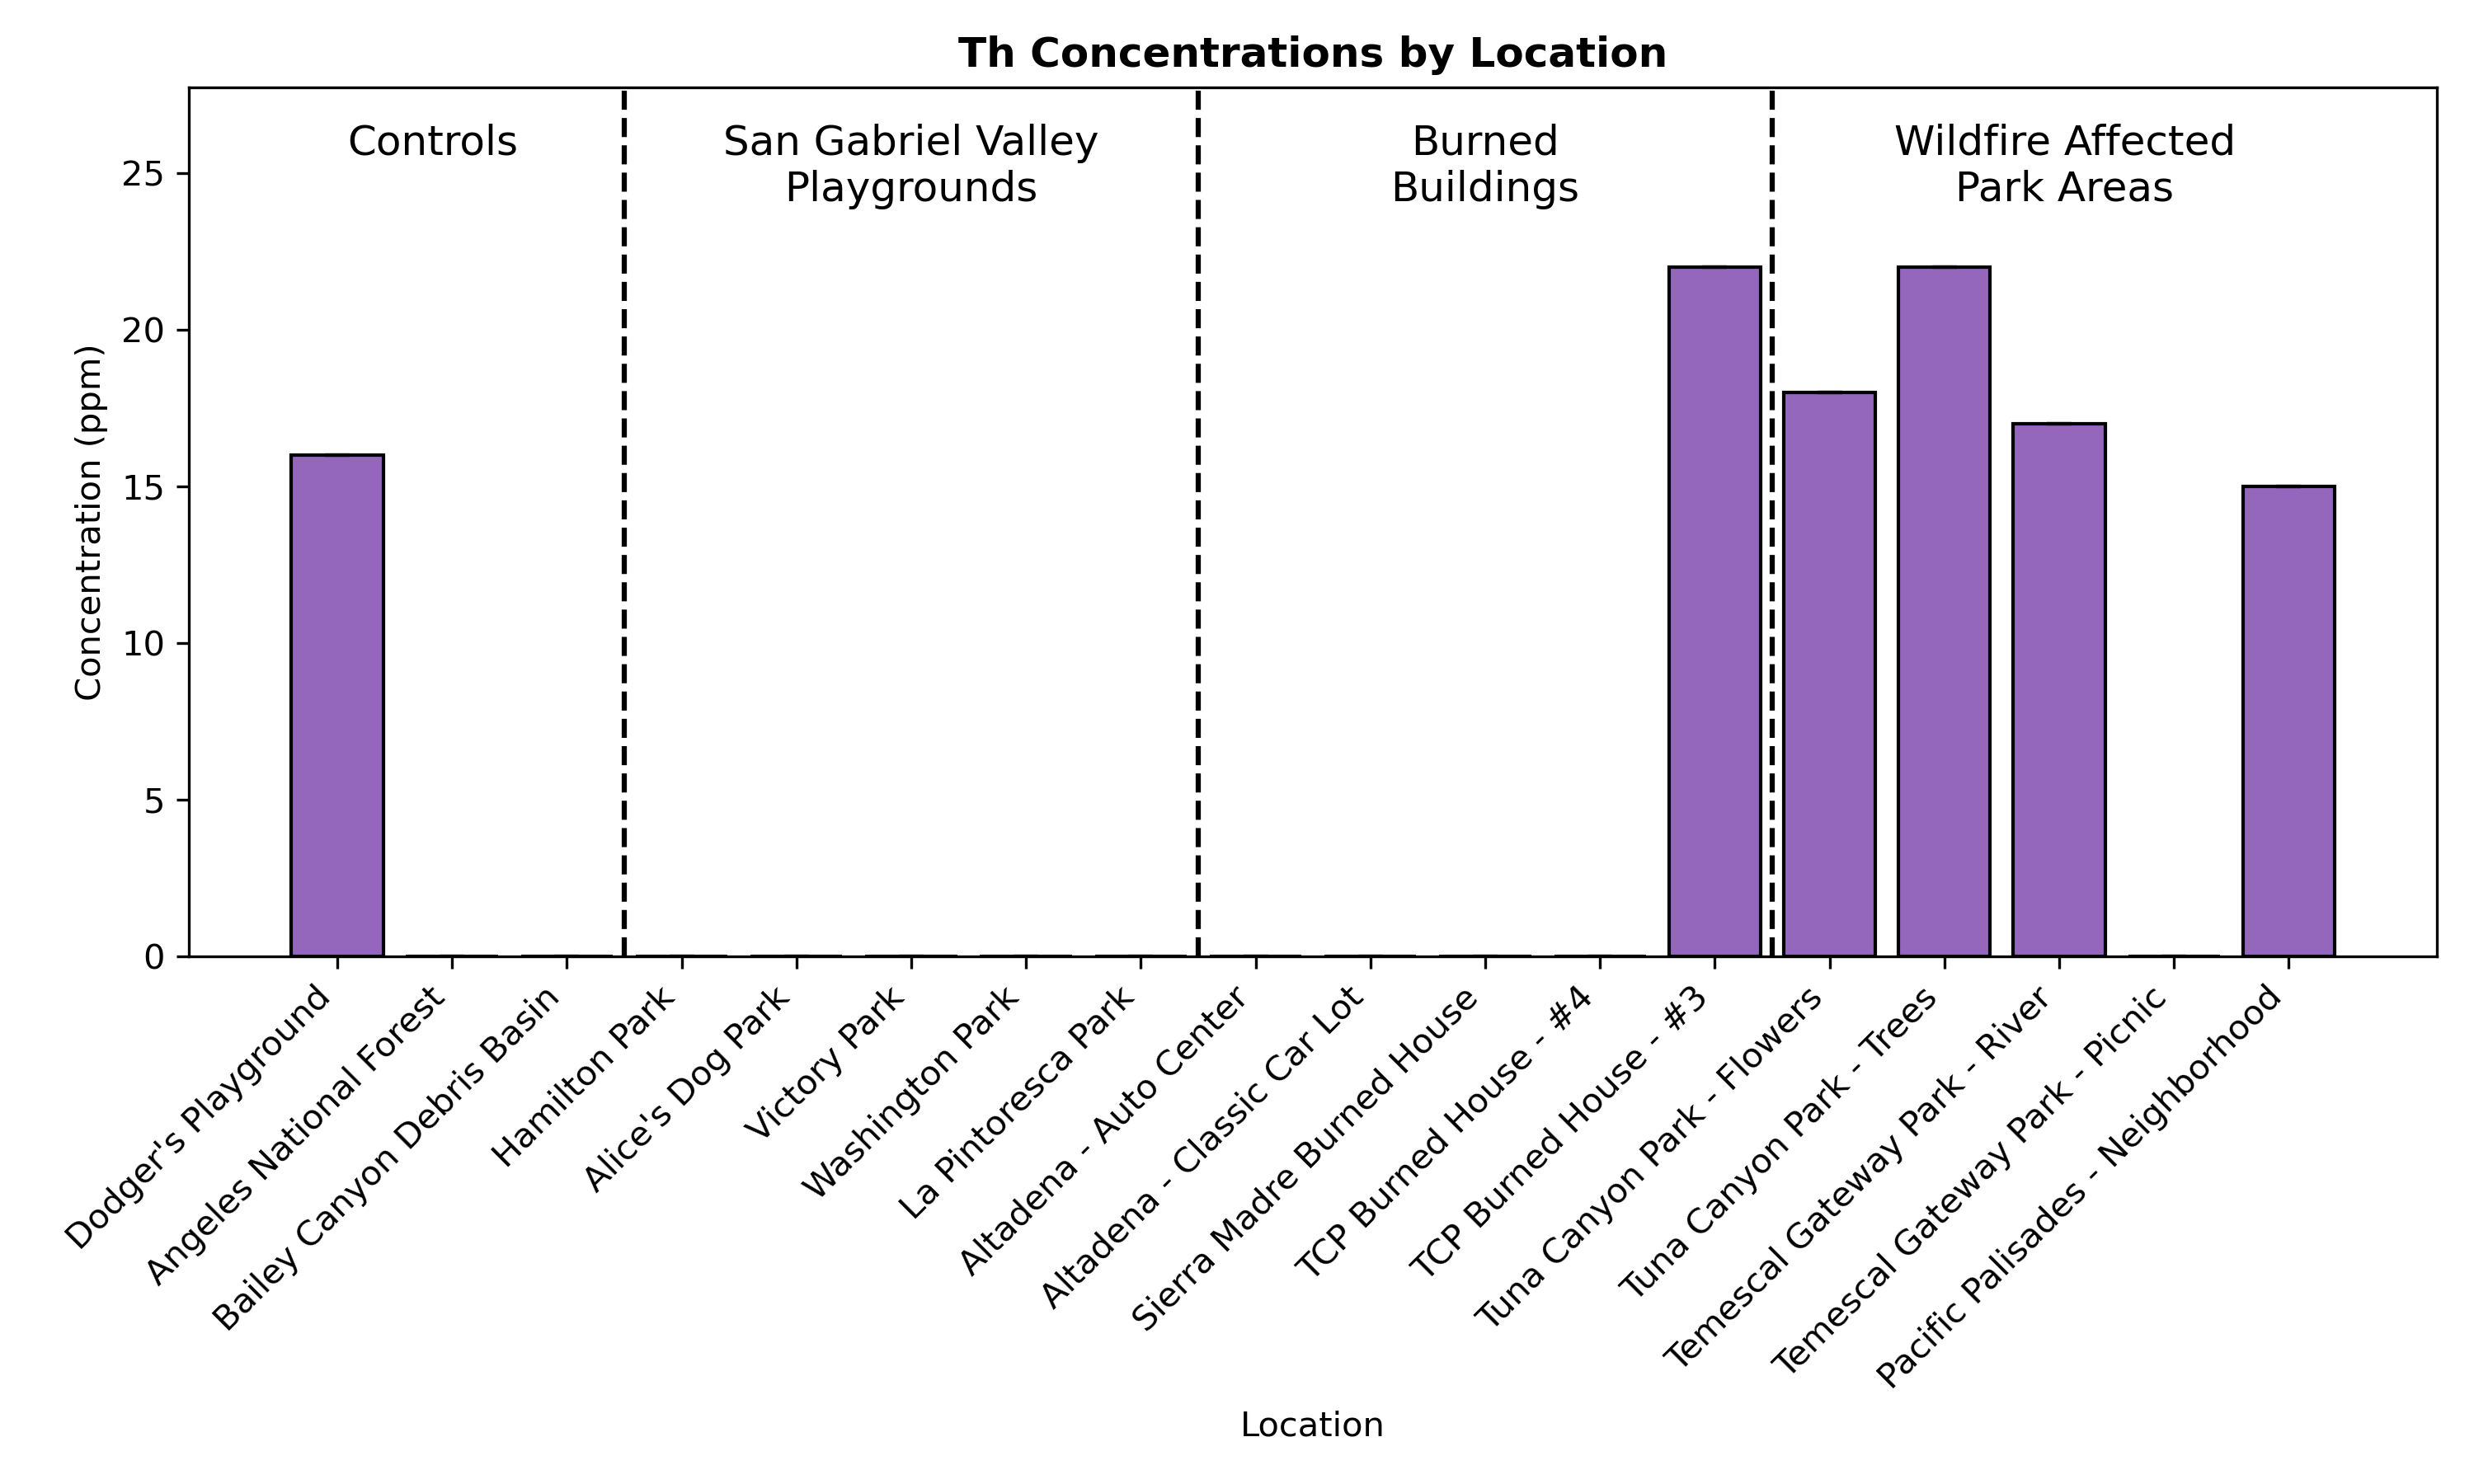 Th Concentrations by Location
Controls
San Gabriel Valley
Playgrounds
Burned
Buildings
Wildfire Affected
Park Areas
Concentration (ppm)
25
20
15
10
5
0
Dodger's Playground
Angeles National Forest
Bailey Canyon Debris Basin
Hamilton Park
Alice's Dog Park
Victory Park
Washington Park
La Pintoresca Park
Altadena - Auto Center
Altadena - Classic Car Lot
Sierra Madre Burned House
TCP Burned House - #4
TCP Burned House - #3
Tuna Canyon Park - Flowers
Tuna Canyon Park - Trees
Temescal Gateway Park - River
Temescal Gateway Park - Picnic
Pacific Palisades - Neighborhood
Location